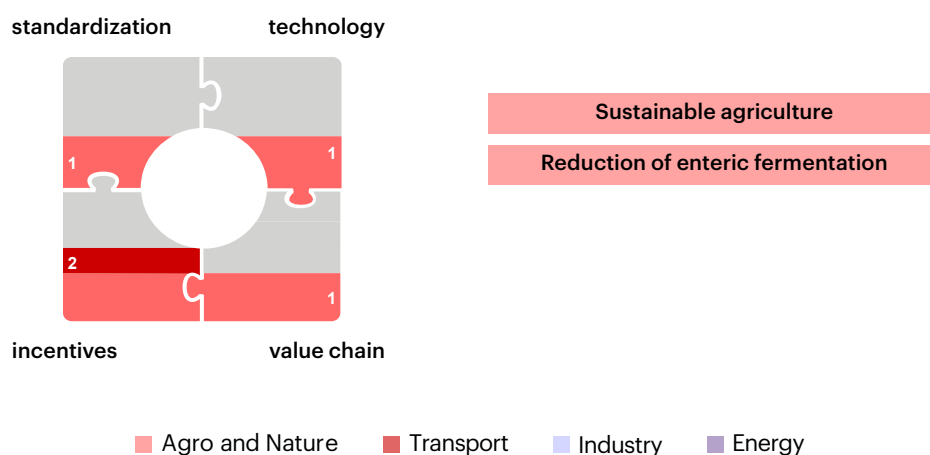 standardization technology
1 1
2
1
incentives value chain
Sustainable agriculture
Reduction of enteric fermentation
Agro and Nature Transport Industry Energy